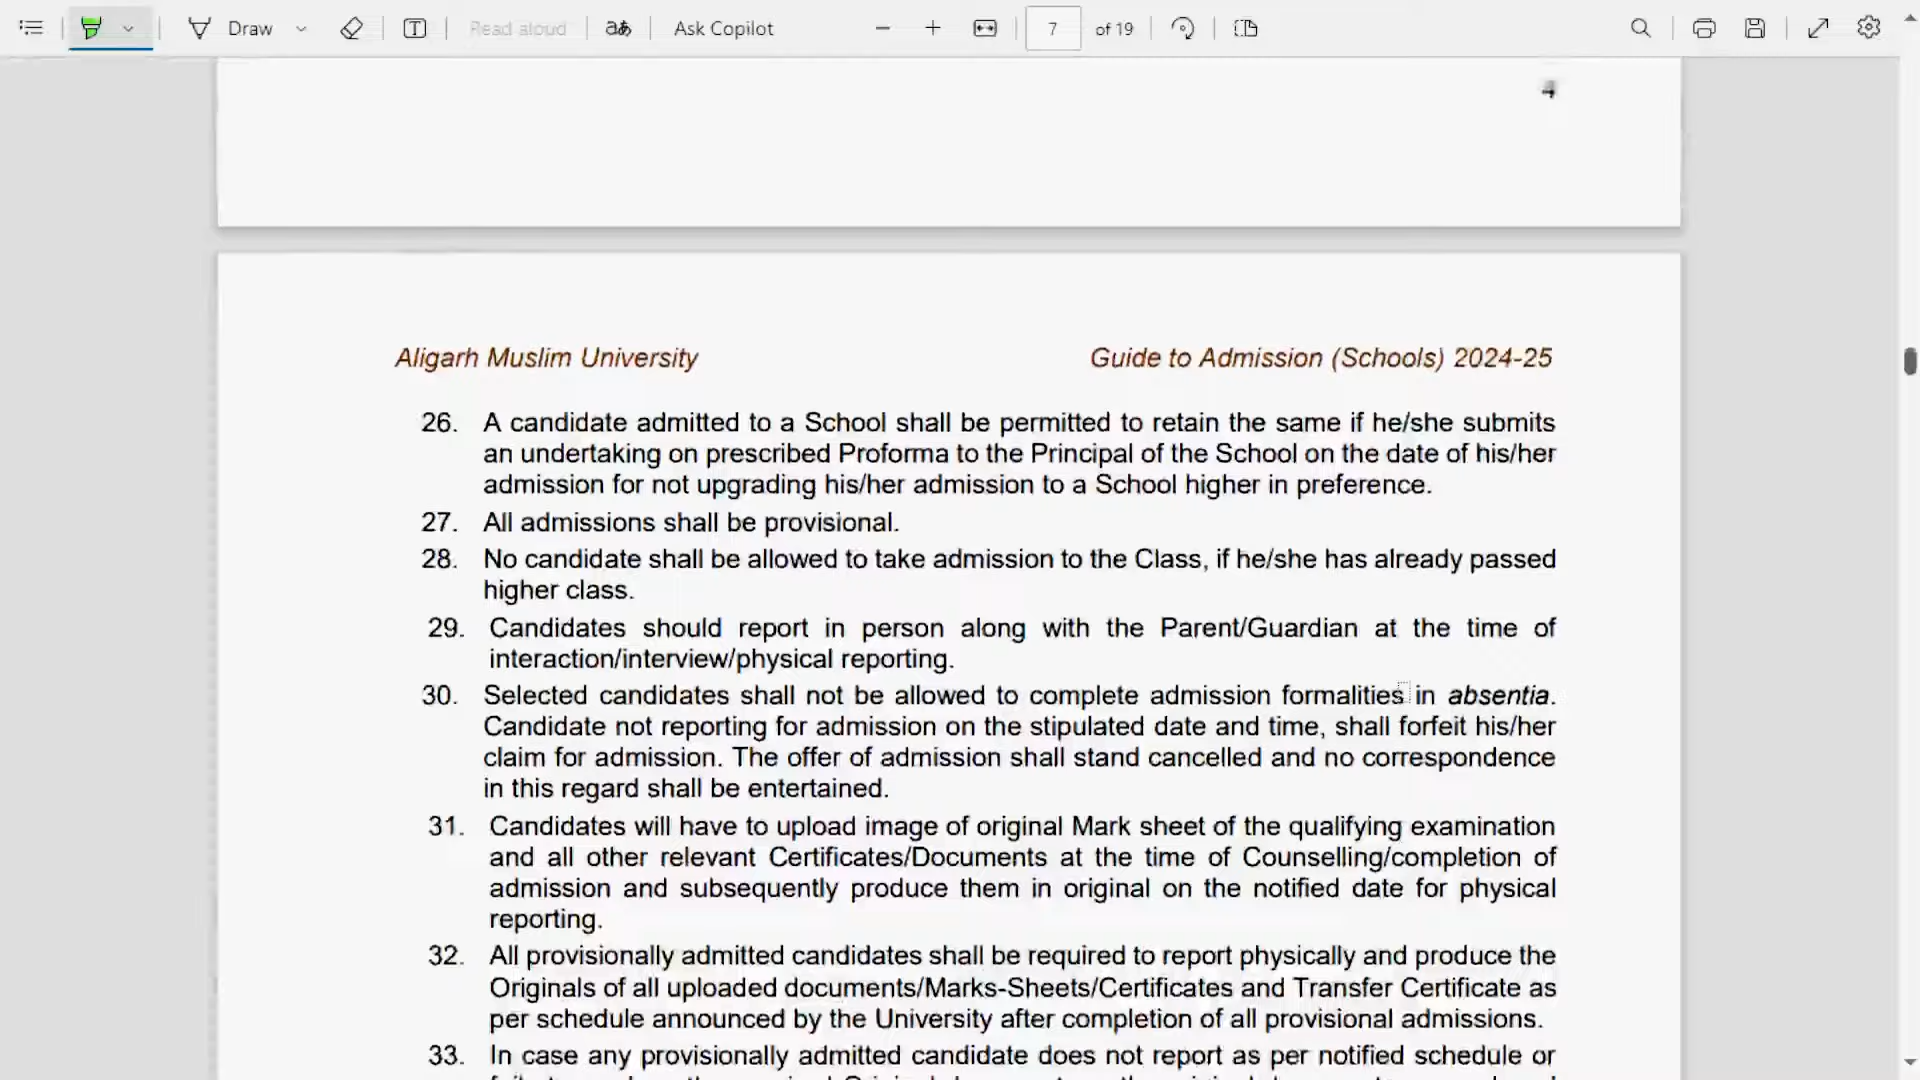 Draw
Read aloud
aあ
Ask Copilot
7
of 19
4
Aligarh Muslim University
Guide to Admission (Schools) 2024-25
26. A candidate admitted to a School shall be permitted to retain the same if he/she submits
an undertaking on prescribed Proforma to the Principal of the School on the date of his/her
admission for not upgrading his/her admission to a School higher in preference.
27. All admissions shall be provisional.
28. No candidate shall be allowed to take admission to the Class, if he/she has already passed
higher class.
29. Candidates should report in person along with the Parent/Guardian at the time of
interaction/interview/physical reporting.
30. Selected candidates shall not be allowed to complete admission formalities in absentia.
Candidate not reporting for admission on the stipulated date and time, shall forfeit his/her
claim for admission. The offer of admission shall stand cancelled and no correspondence
in this regard shall be entertained.
31. Candidates will have to upload image of original Mark sheet of the qualifying examination
and all other relevant Certificates/Documents at the time of Counselling/completion of
admission and subsequently produce them in original on the notified date for physical
reporting.
32. All provisionally admitted candidates shall be required to report physically and produce the
Originals of all uploaded documents/Marks-Sheets/Certificates and Transfer Certificate as
per schedule announced by the University after completion of all provisional admissions.
33. In case any provisionally admitted candidate does not report as per notified schedule or